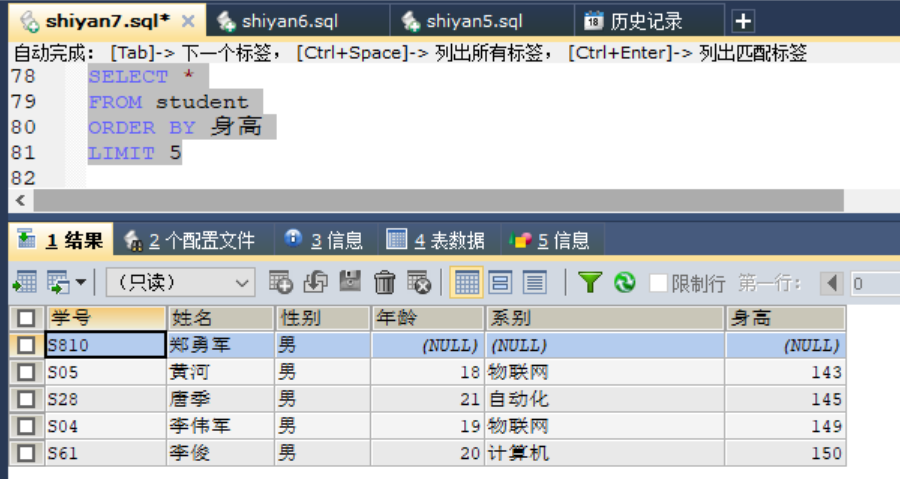 shiyan7.sql* shiyan6.sql shiyan5.sql 历史记录
自动完成： [Tab]-> 下一个标签， [Ctrl+Space]-> 列出所有标签， [Ctrl+Enter]-> 列出匹配标签
78 SELECT *
79 FROM student
80 ORDER BY 身高
81 LIMIT 5
82
1 结果 2 个配置文件 3 信息 4 表数据 5 信息
（只读） 限制行 第一行: 0
学号 姓名 性别 年龄 系别 身高
S810 郑勇军 男 (NULL) (NULL) (NULL)
S05 黄河 男 18 物联网 143
S28 唐季 男 21 自动化 145
S04 李伟军 男 19 物联网 149
S61 李俊 男 20 计算机 150